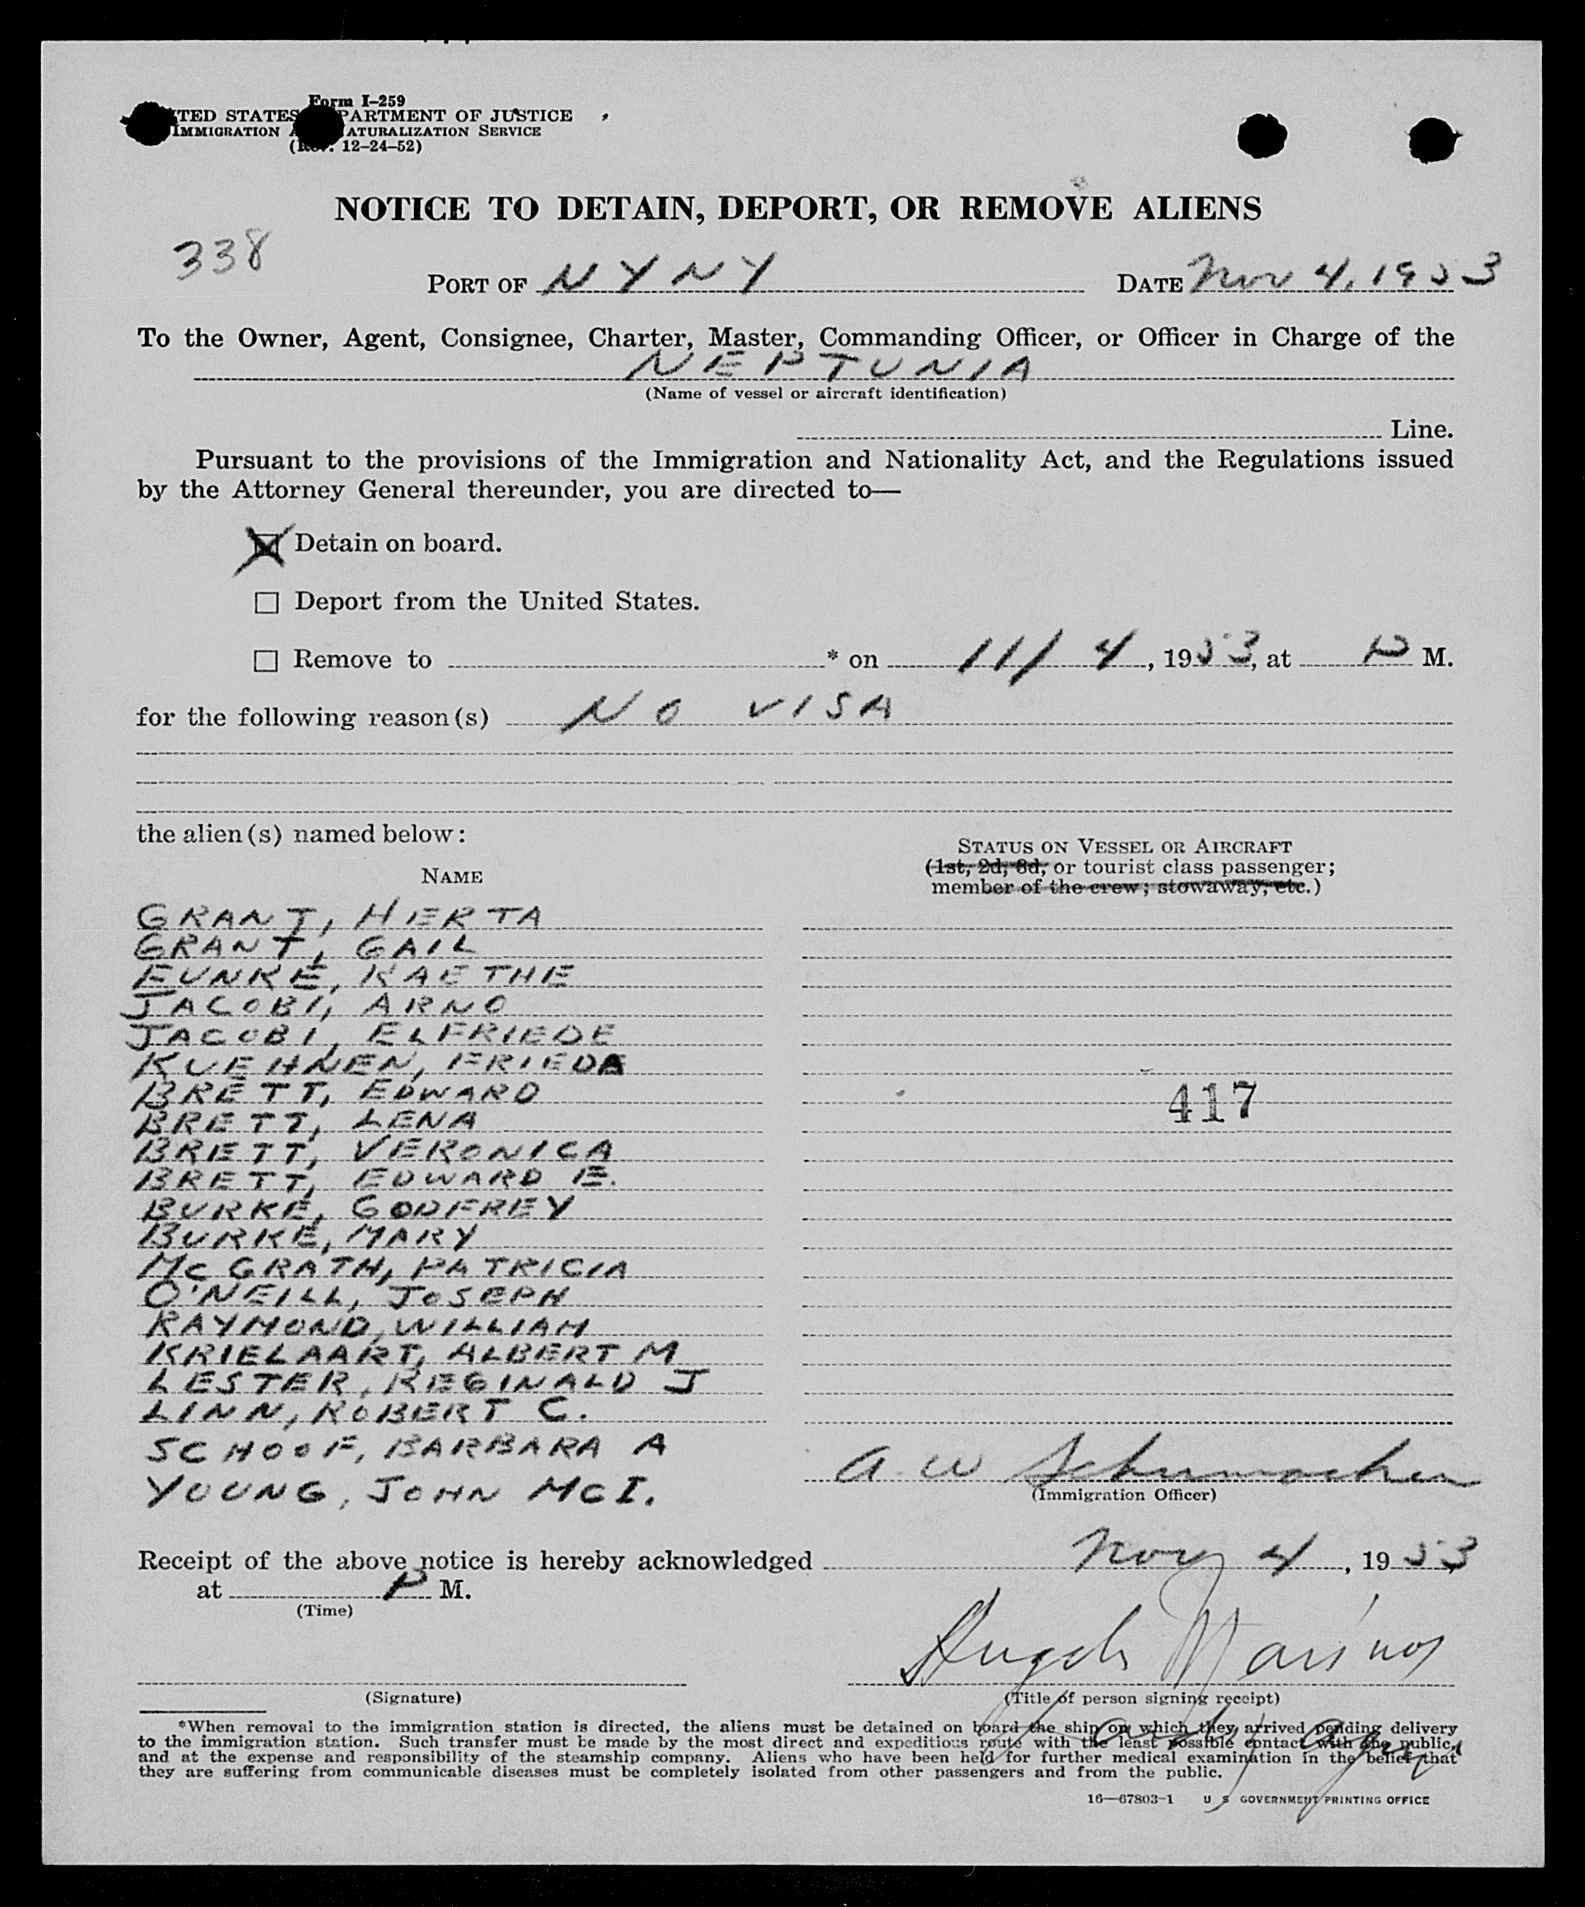 Form I-259
UNITED STATES DEPARTMENT OF JUSTICE
IMMIGRATION AND NATURALIZATION SERVICE
(Rev. 12-24-52)
NOTICE TO DETAIN, DEPORT, OR REMOVE ALIENS
338
PORT OF N Y N Y DATE Nov 4, 1953
To the Owner, Agent, Consignee, Charter, Master, Commanding Officer, or Officer in Charge of the
NEPTUNIA
(Name of vessel or aircraft identification)
Line.
Pursuant to the provisions of the Immigration and Nationality Act, and the Regulations issued
by the Attorney General thereunder, you are directed to—
X Detain on board.
☐ Deport from the United States.
☐ Remove to * on 11/4, 1953, at P M.
for the following reason(s) NO VISA
the alien(s) named below:
STATUS ON VESSEL OR AIRCRAFT
(1st, 2d, 3d, or tourist class passenger;
member of the crew; stowaway, etc.)
NAME
GRANT, HERTA
GRANT, GAIL
EUNKE, KAETHE
JACOBI, ARNO
JACOBI, ELFRIEDE
KUEHNEN, FRIEDA
BRETT, EDWARD
417
BRETT, LENA
BRETT, VERONICA
BRETT, EDWARD E.
BURKE, GODFREY
BURKE, MARY
MC GRATH, PATRICIA
O'NEILL, JOSEPH
RAYMOND, WILLIAM
KRIELAART, ALBERT M
LESTER, REGINALD J
LINN, ROBERT C.
SCHOOF, BARBARA A
A. W Schumacher
YOUNG, JOHN MCI.
(Immigration Officer)
Receipt of the above notice is hereby acknowledged Nov 4, 1953
at P M.
(Time)
(Signature)
(Title of person signing receipt)
*When removal to the immigration station is directed, the aliens must be detained on board the ship on which they arrived pending delivery
to the immigration station. Such transfer must be made by the most direct and expeditious route with the least possible contact with the public,
and at the expense and responsibility of the steamship company. Aliens who have been held for further medical examination in the belief that
they are suffering from communicable diseases must be completely isolated from other passengers and from the public.
16—67803-1 U S GOVERNMENT PRINTING OFFICE